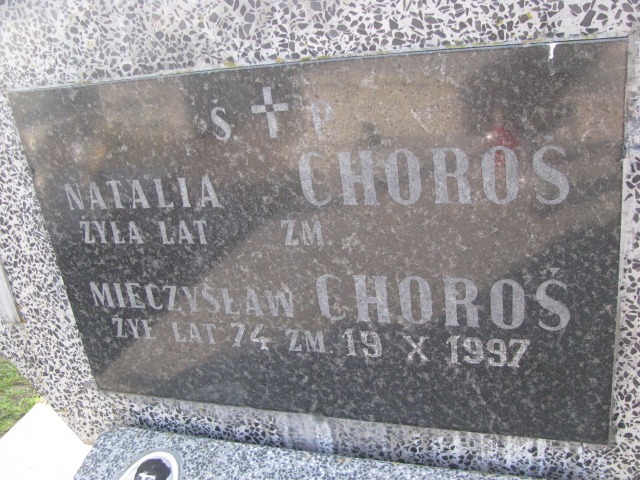 Ś. P.
NATALIA CHOROŚ
ŻYŁA LAT ZM.
MIECZYSŁAW CHOROŚ
ŻYŁ LAT 74 ZM. 19 X 1997